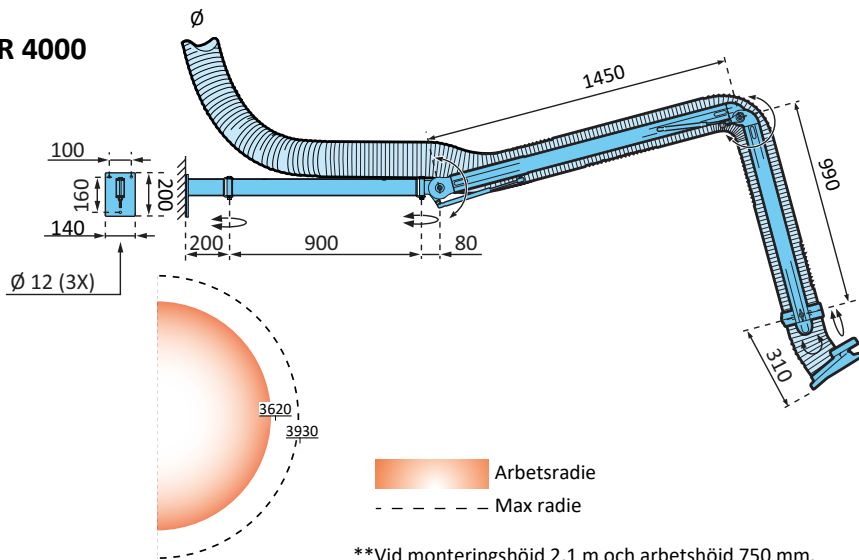 Ø
R 4000
1450
100
160
200
990
140
200
900
80
Ø 12 (3X)
310
3620
3930
Arbetsradie
Max radie
**Vid monteringshöjd 2,1 m och arbetshöjd 750 mm.